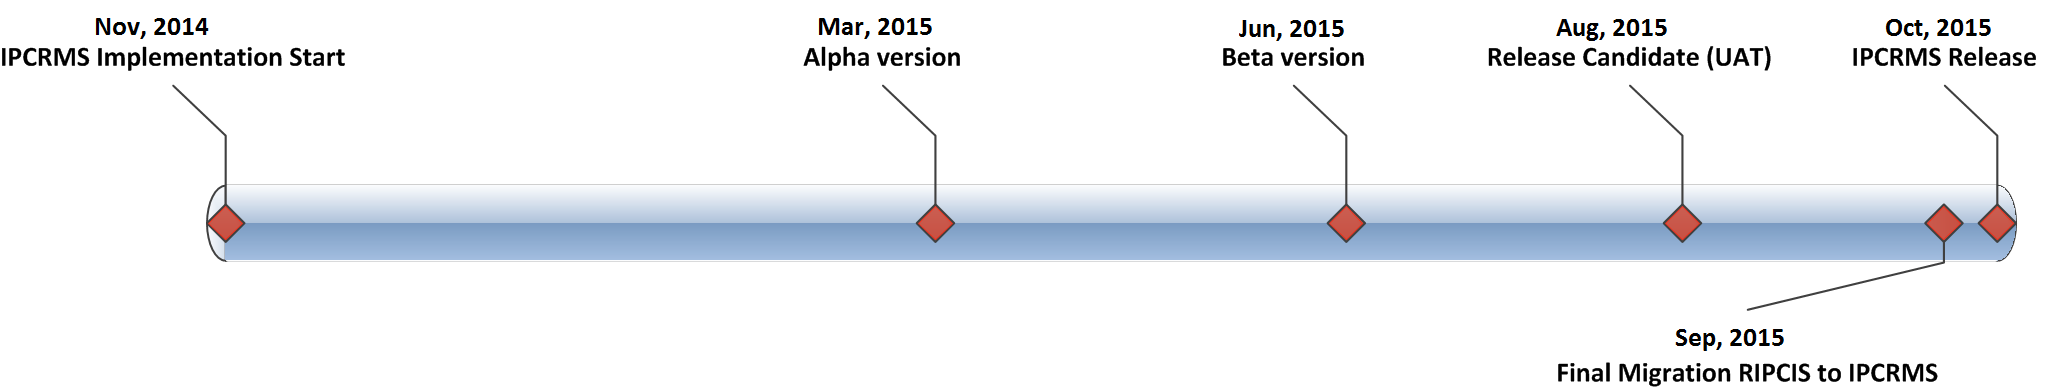 Nov, 2014
IPCRMS Implementation Start
Mar, 2015
Alpha version
Jun, 2015
Beta version
Aug, 2015
Release Candidate (UAT)
Oct, 2015
IPCRMS Release
Sep, 2015
Final Migration RIPCIS to IPCRMS